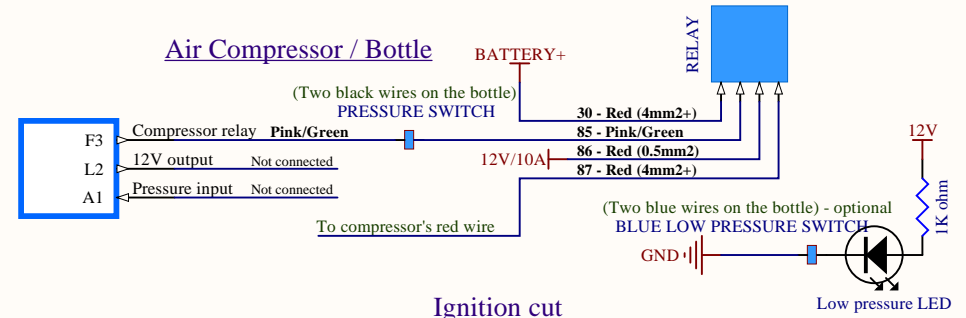 Air Compressor / Bottle
BATTERY+
RELAY
(Two black wires on the bottle)
PRESSURE SWITCH
30 - Red (4mm2+)
F3 Compressor relay Pink/Green
85 - Pink/Green
12V
L2 12V output Not connected
12V/10A
86 - Red (0.5mm2)
A1 Pressure input Not connected
87 - Red (4mm2+)
1K ohm
To compressor's red wire
(Two blue wires on the bottle) - optional
BLUE LOW PRESSURE SWITCH
GND
Low pressure LED
Ignition cut